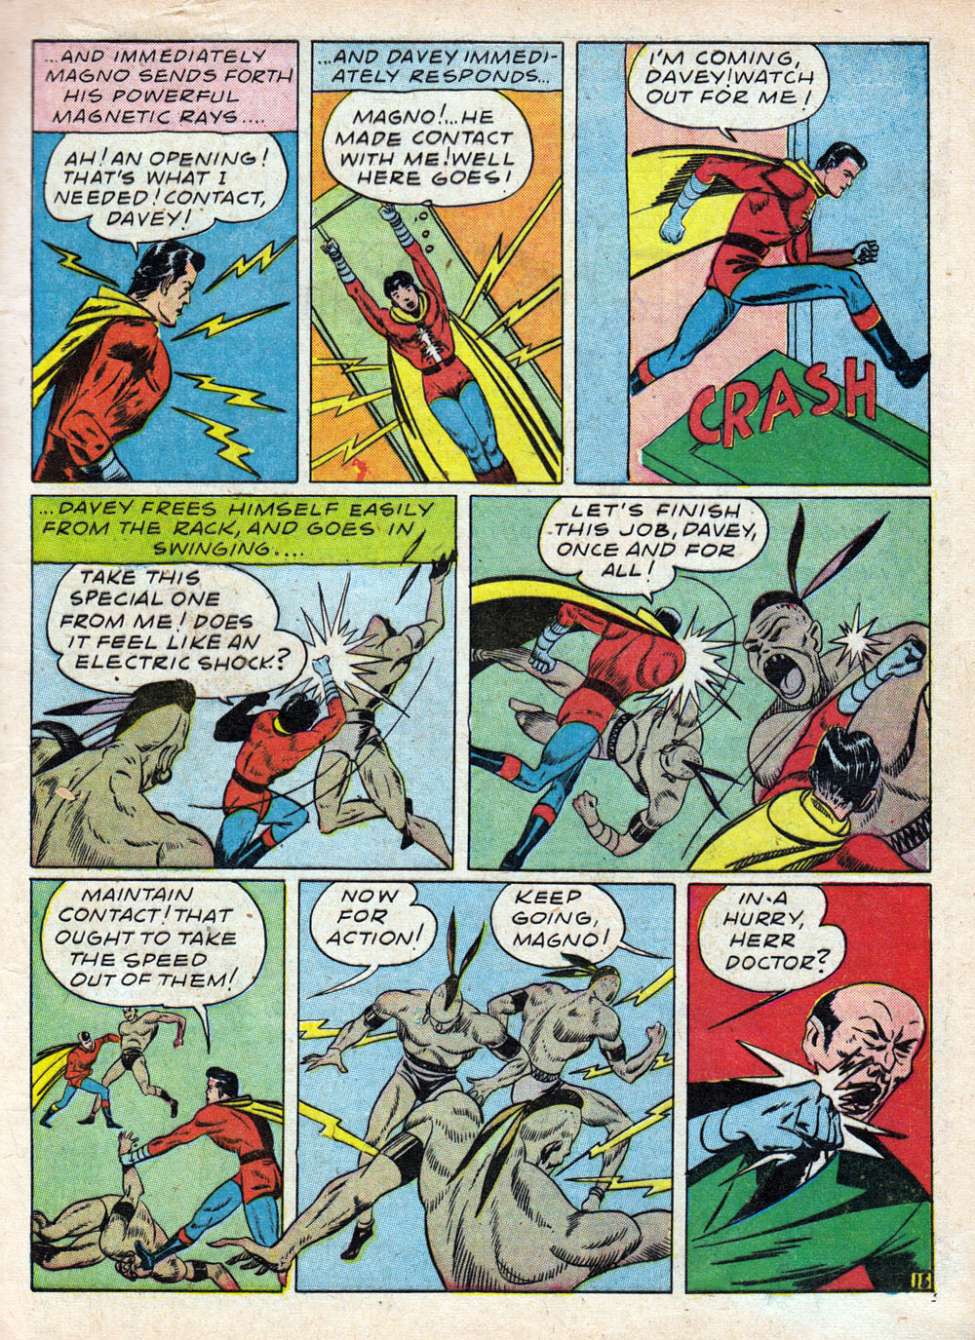 ...AND IMMEDIATELY
MAGNO SENDS FORTH
HIS POWERFUL
MAGNETIC RAYS....
AH! AN OPENING!
THAT'S WHAT I
NEEDED! CONTACT,
DAVEY!
...AND DAVEY IMMEDI-
ATELY RESPONDS...
MAGNO!...HE
MADE CONTACT
WITH ME! WELL
HERE GOES!
I'M COMING,
DAVEY! WATCH
OUT FOR ME!
CRASH
...DAVEY FREES HIMSELF EASILY
FROM THE RACK, AND GOES IN
SWINGING....
TAKE THIS
SPECIAL ONE
FROM ME! DOES
IT FEEL LIKE AN
ELECTRIC SHOCK?
LET'S FINISH
THIS JOB, DAVEY,
ONCE AND FOR
ALL!
MAINTAIN
CONTACT! THAT
OUGHT TO TAKE
THE SPEED
OUT OF THEM!
NOW
FOR
ACTION!
KEEP
GOING,
MAGNO!
IN A
HURRY,
HERR
DOCTOR?